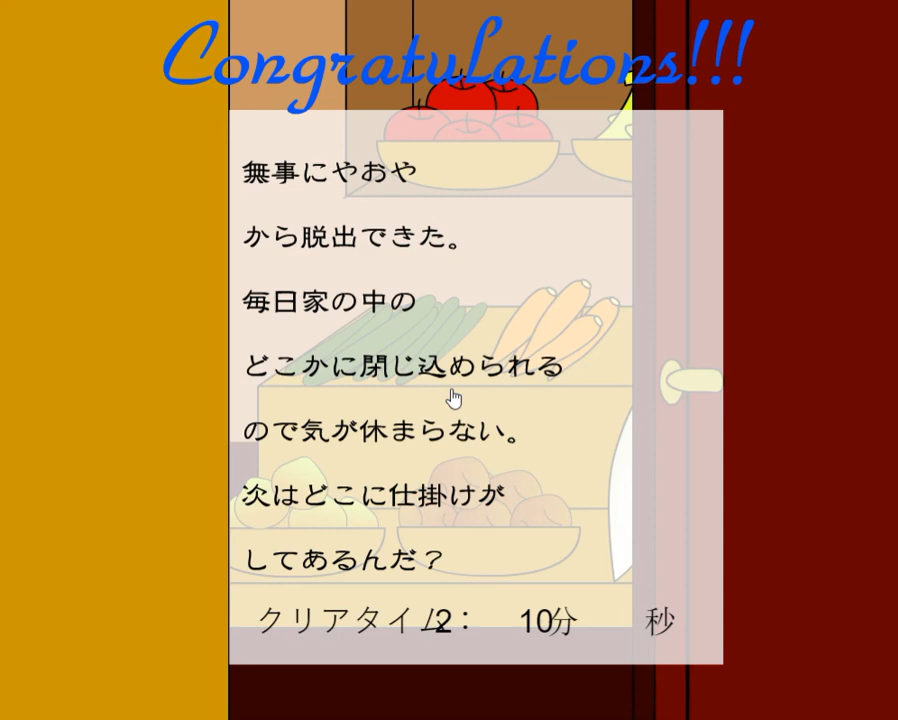 Congratulations!!!
無事にやおや
から脱出できた。
毎日家の中の
どこかに閉じ込められる
ので気が休まらない。
次はどこに仕掛けが
してあるんだ？
クリアタイム2： 10分 秒